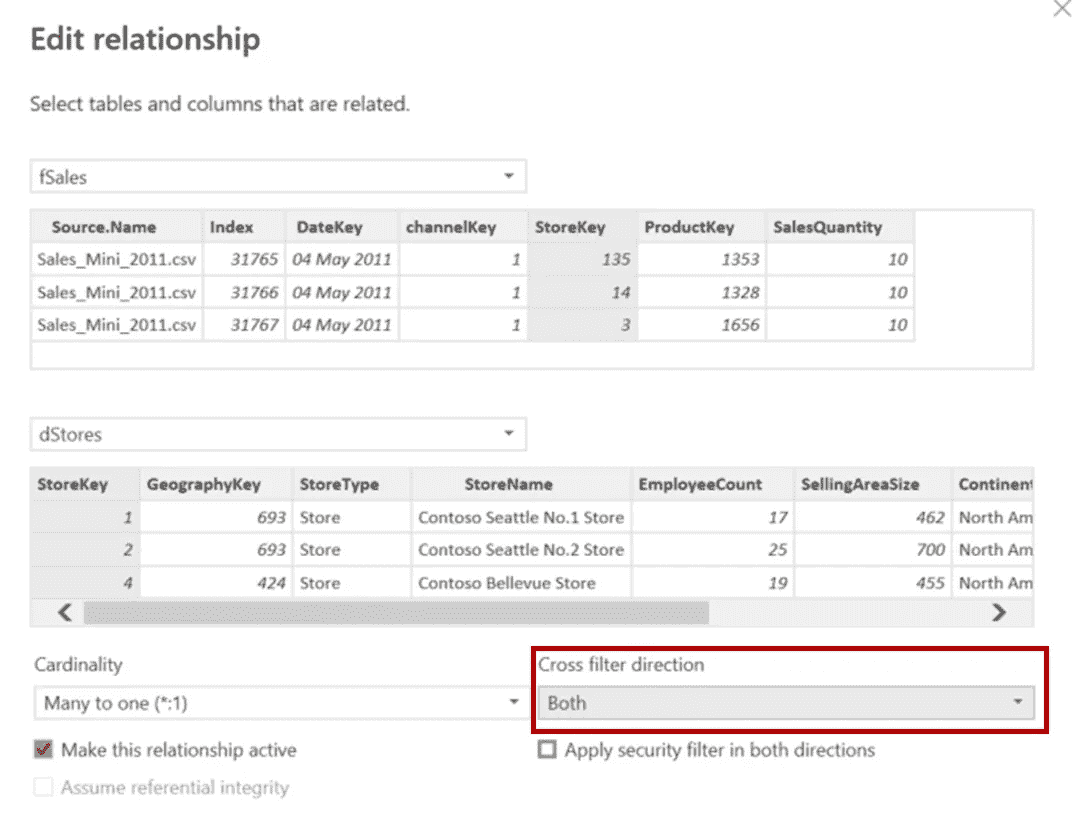 Edit relationship
Select tables and columns that are related.
fSales
Source.Name Index DateKey channelKey StoreKey ProductKey SalesQuantity
Sales_Mini_2011.csv 31765 04 May 2011 1 135 1353 10
Sales_Mini_2011.csv 31766 04 May 2011 1 14 1328 10
Sales_Mini_2011.csv 31767 04 May 2011 1 3 1656 10
dStores
StoreKey GeographyKey StoreType StoreName EmployeeCount SellingAreaSize Continent
1 693 Store Contoso Seattle No.1 Store 17 462 North Am
2 693 Store Contoso Seattle No.2 Store 25 700 North Am
4 424 Store Contoso Bellevue Store 19 455 North Am
Cardinality Cross filter direction
Many to one (*:1) Both
Make this relationship active Apply security filter in both directions
Assume referential integrity